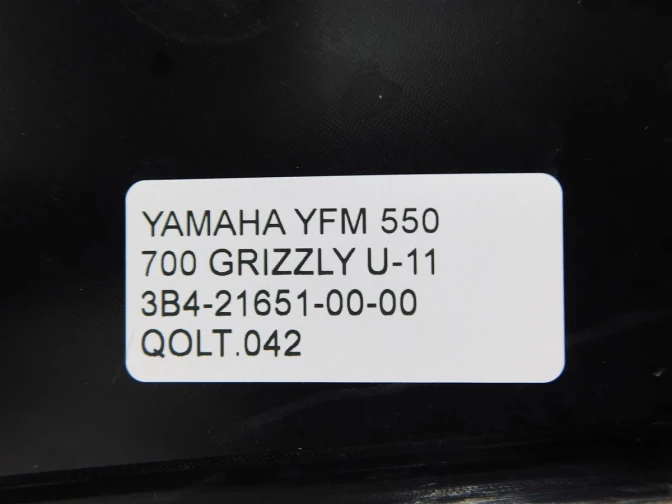 YAMAHA YFM 550
700 GRIZZLY U-11
3B4-21651-00-00
QOLT.042